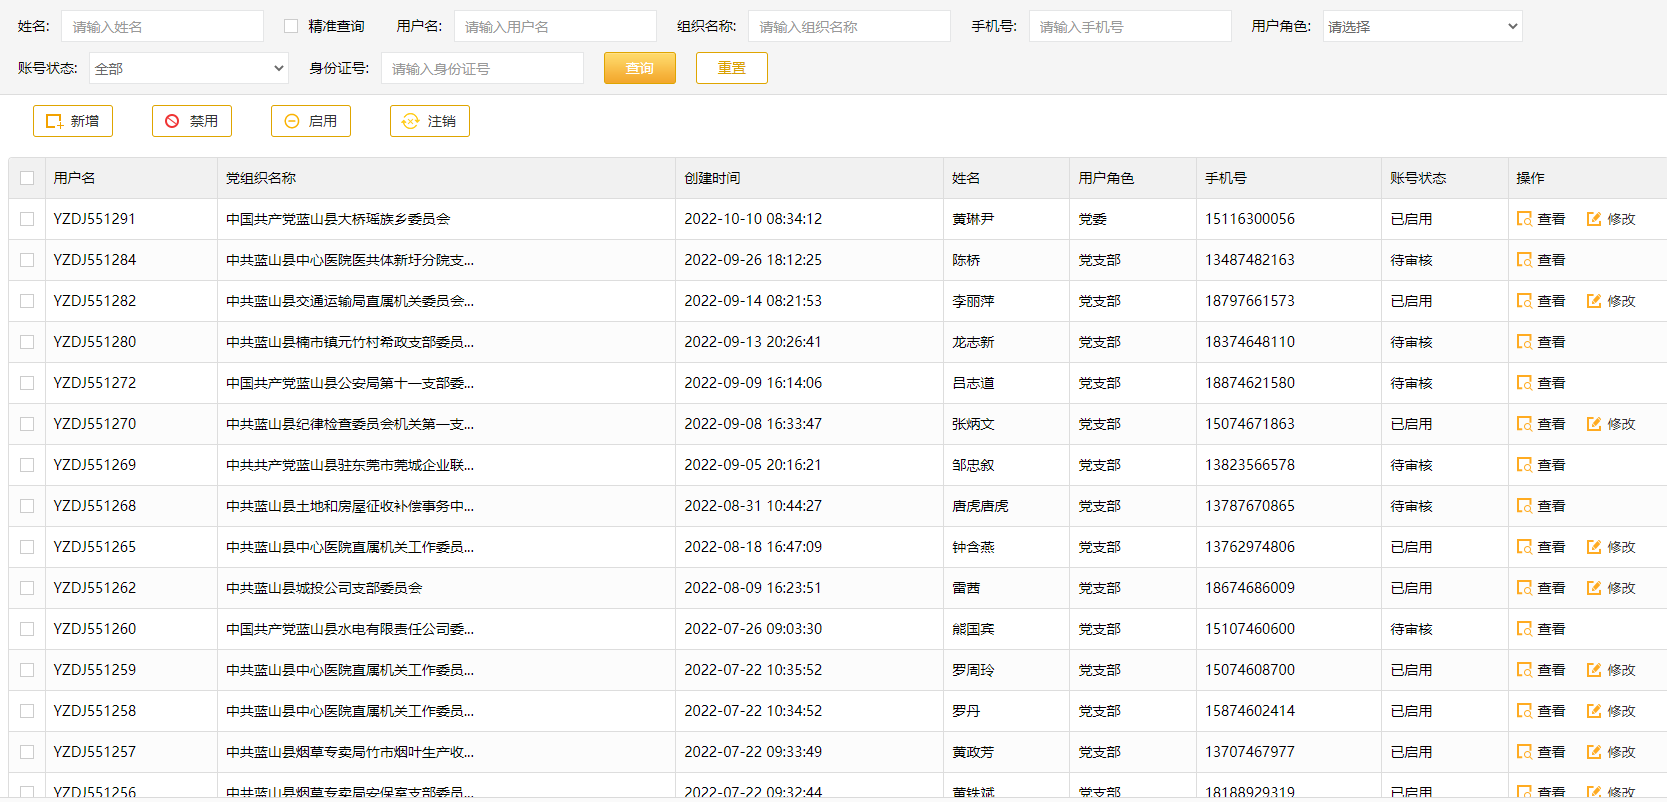 姓名: 请输入姓名 精准查询 用户名: 请输入用户名 组织名称: 请输入组织名称 手机号: 请输入手机号 用户角色: 请选择
账号状态: 全部 身份证号: 请输入身份证号 查询 重置
新增 禁用 启用 注销
用户名 党组织名称 创建时间 姓名 用户角色 手机号 账号状态 操作
YZDJ551291 中国共产党蓝山县大桥瑶族乡委员会 2022-10-10 08:34:12 黄琳尹 党委 15116300056 已启用 查看 修改
YZDJ551284 中共蓝山县中心医院医共体新圩分院支... 2022-09-26 18:12:25 陈桥 党支部 13487482163 待审核 查看
YZDJ551282 中共蓝山县交通运输局直属机关委员会... 2022-09-14 08:21:53 李丽萍 党支部 18797661573 已启用 查看 修改
YZDJ551280 中共蓝山县楠市镇元竹村希政支部委员... 2022-09-13 20:26:41 龙志新 党支部 18374648110 待审核 查看
YZDJ551272 中国共产党蓝山县公安局第十一支部委... 2022-09-09 16:14:06 吕志道 党支部 18874621580 待审核 查看
YZDJ551270 中共蓝山县纪律检查委员会机关第一支... 2022-09-08 16:33:47 张炳文 党支部 15074671863 已启用 查看 修改
YZDJ551269 中共共产党蓝山县驻东莞市莞城企业联... 2022-09-05 20:16:21 邹忠叙 党支部 13823566578 待审核 查看
YZDJ551268 中共蓝山县土地和房屋征收补偿事务中... 2022-08-31 10:44:27 唐虎唐虎 党支部 13787670865 待审核 查看
YZDJ551265 中共蓝山县中心医院直属机关工作委员... 2022-08-18 16:47:09 钟含燕 党支部 13762974806 已启用 查看 修改
YZDJ551262 中共蓝山县城投公司支部委员会 2022-08-09 16:23:51 雷茜 党支部 18674686009 已启用 查看 修改
YZDJ551260 中国共产党蓝山县水电有限责任公司委... 2022-07-26 09:03:30 熊国宾 党支部 15107460600 待审核 查看
YZDJ551259 中共蓝山县中心医院直属机关工作委员... 2022-07-22 10:35:52 罗周玲 党支部 15074608700 已启用 查看 修改
YZDJ551258 中共蓝山县中心医院直属机关工作委员... 2022-07-22 10:34:52 罗丹 党支部 15874602414 已启用 查看 修改
YZDJ551257 中共蓝山县烟草专卖局竹市烟叶生产收... 2022-07-22 09:33:49 黄政芳 党支部 13707467977 已启用 查看 修改
YZDJ551256 中共蓝山县烟草专卖局安保室支部委员... 2022-07-22 09:32:44 黄铁斌 党支部 18188929319 已启用 查看 修改